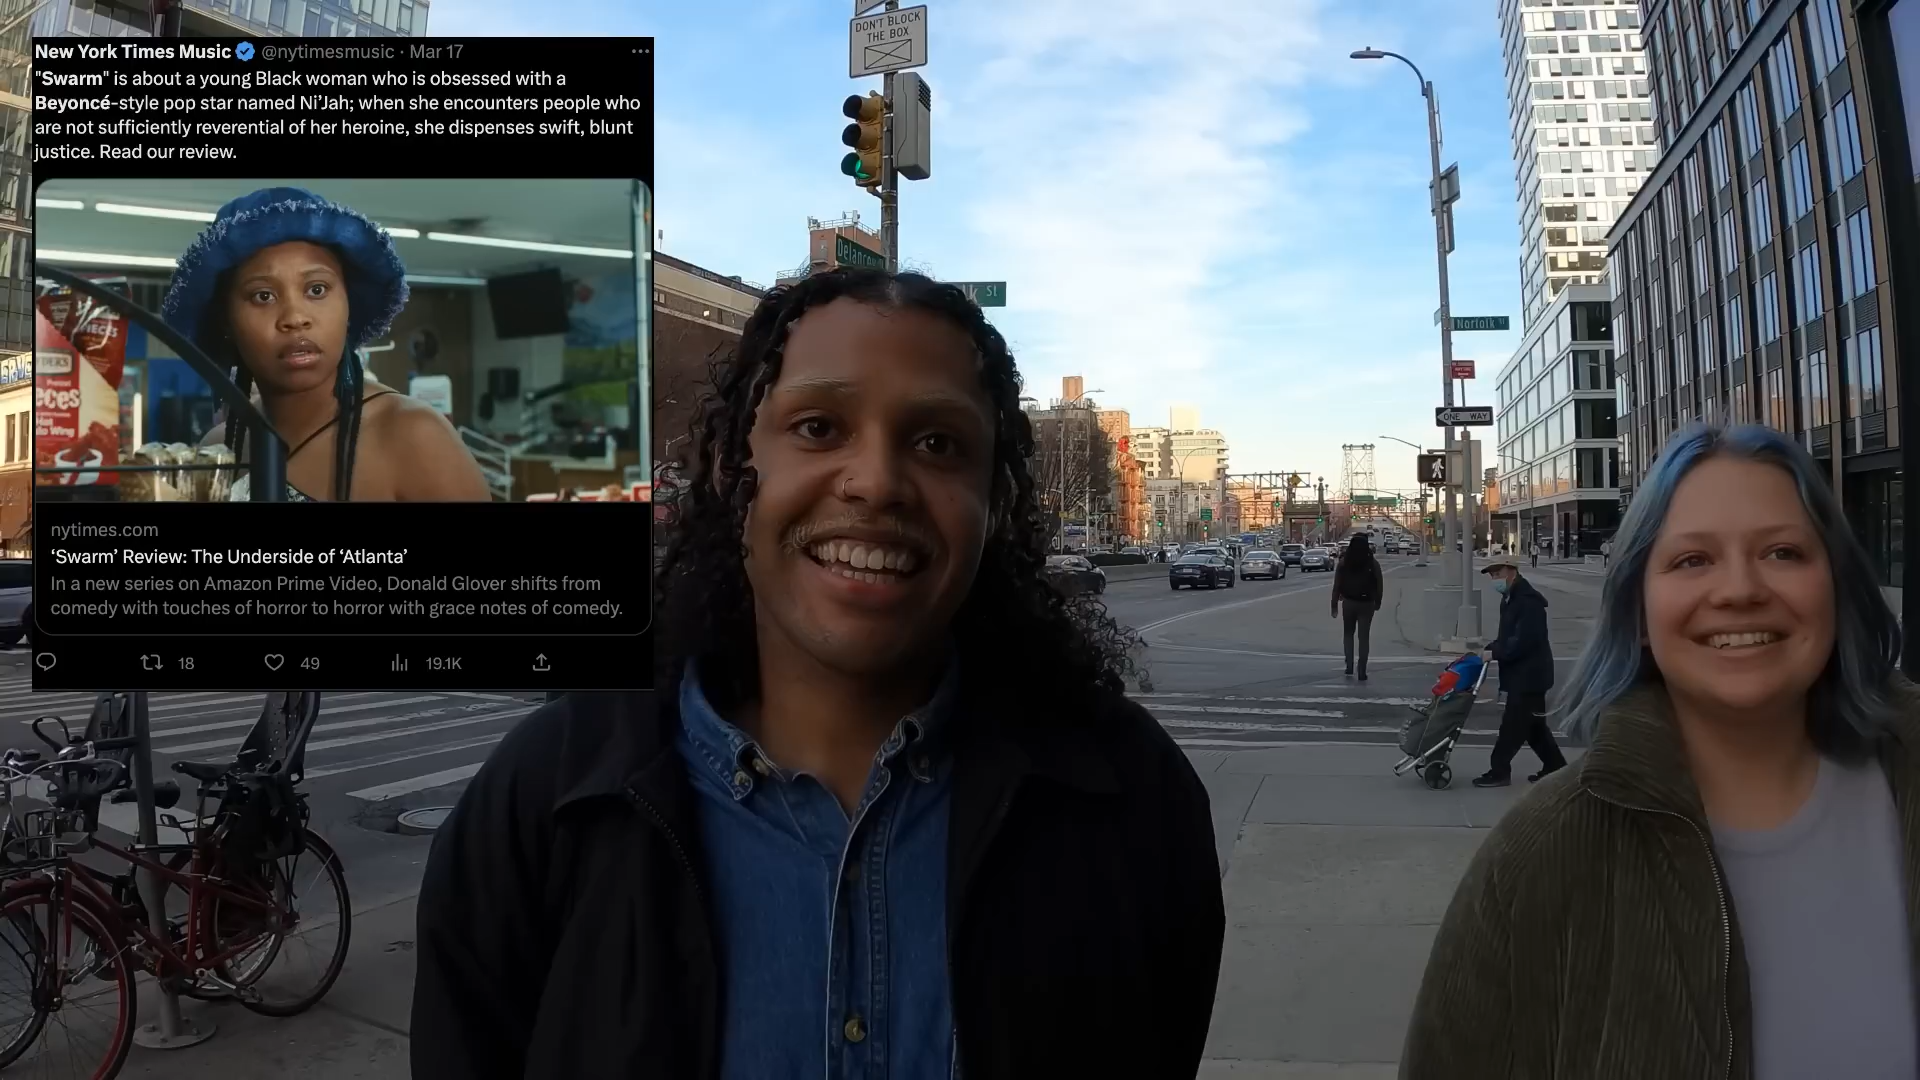 New York Times Music @nytimesmusic · Mar 17
"Swarm" is about a young Black woman who is obsessed with a
Beyoncé-style pop star named Ni'Jah; when she encounters people who
are not sufficiently reverential of her heroine, she dispenses swift, blunt
justice. Read our review.
PIECES
eces
nytimes.com
‘Swarm’ Review: The Underside of ‘Atlanta’
In a new series on Amazon Prime Video, Donald Glover shifts from
comedy with touches of horror to horror with grace notes of comedy.
18 49 19.1K
DON'T BLOCK
THE BOX
Delancey
St
Norfolk
ONE WAY